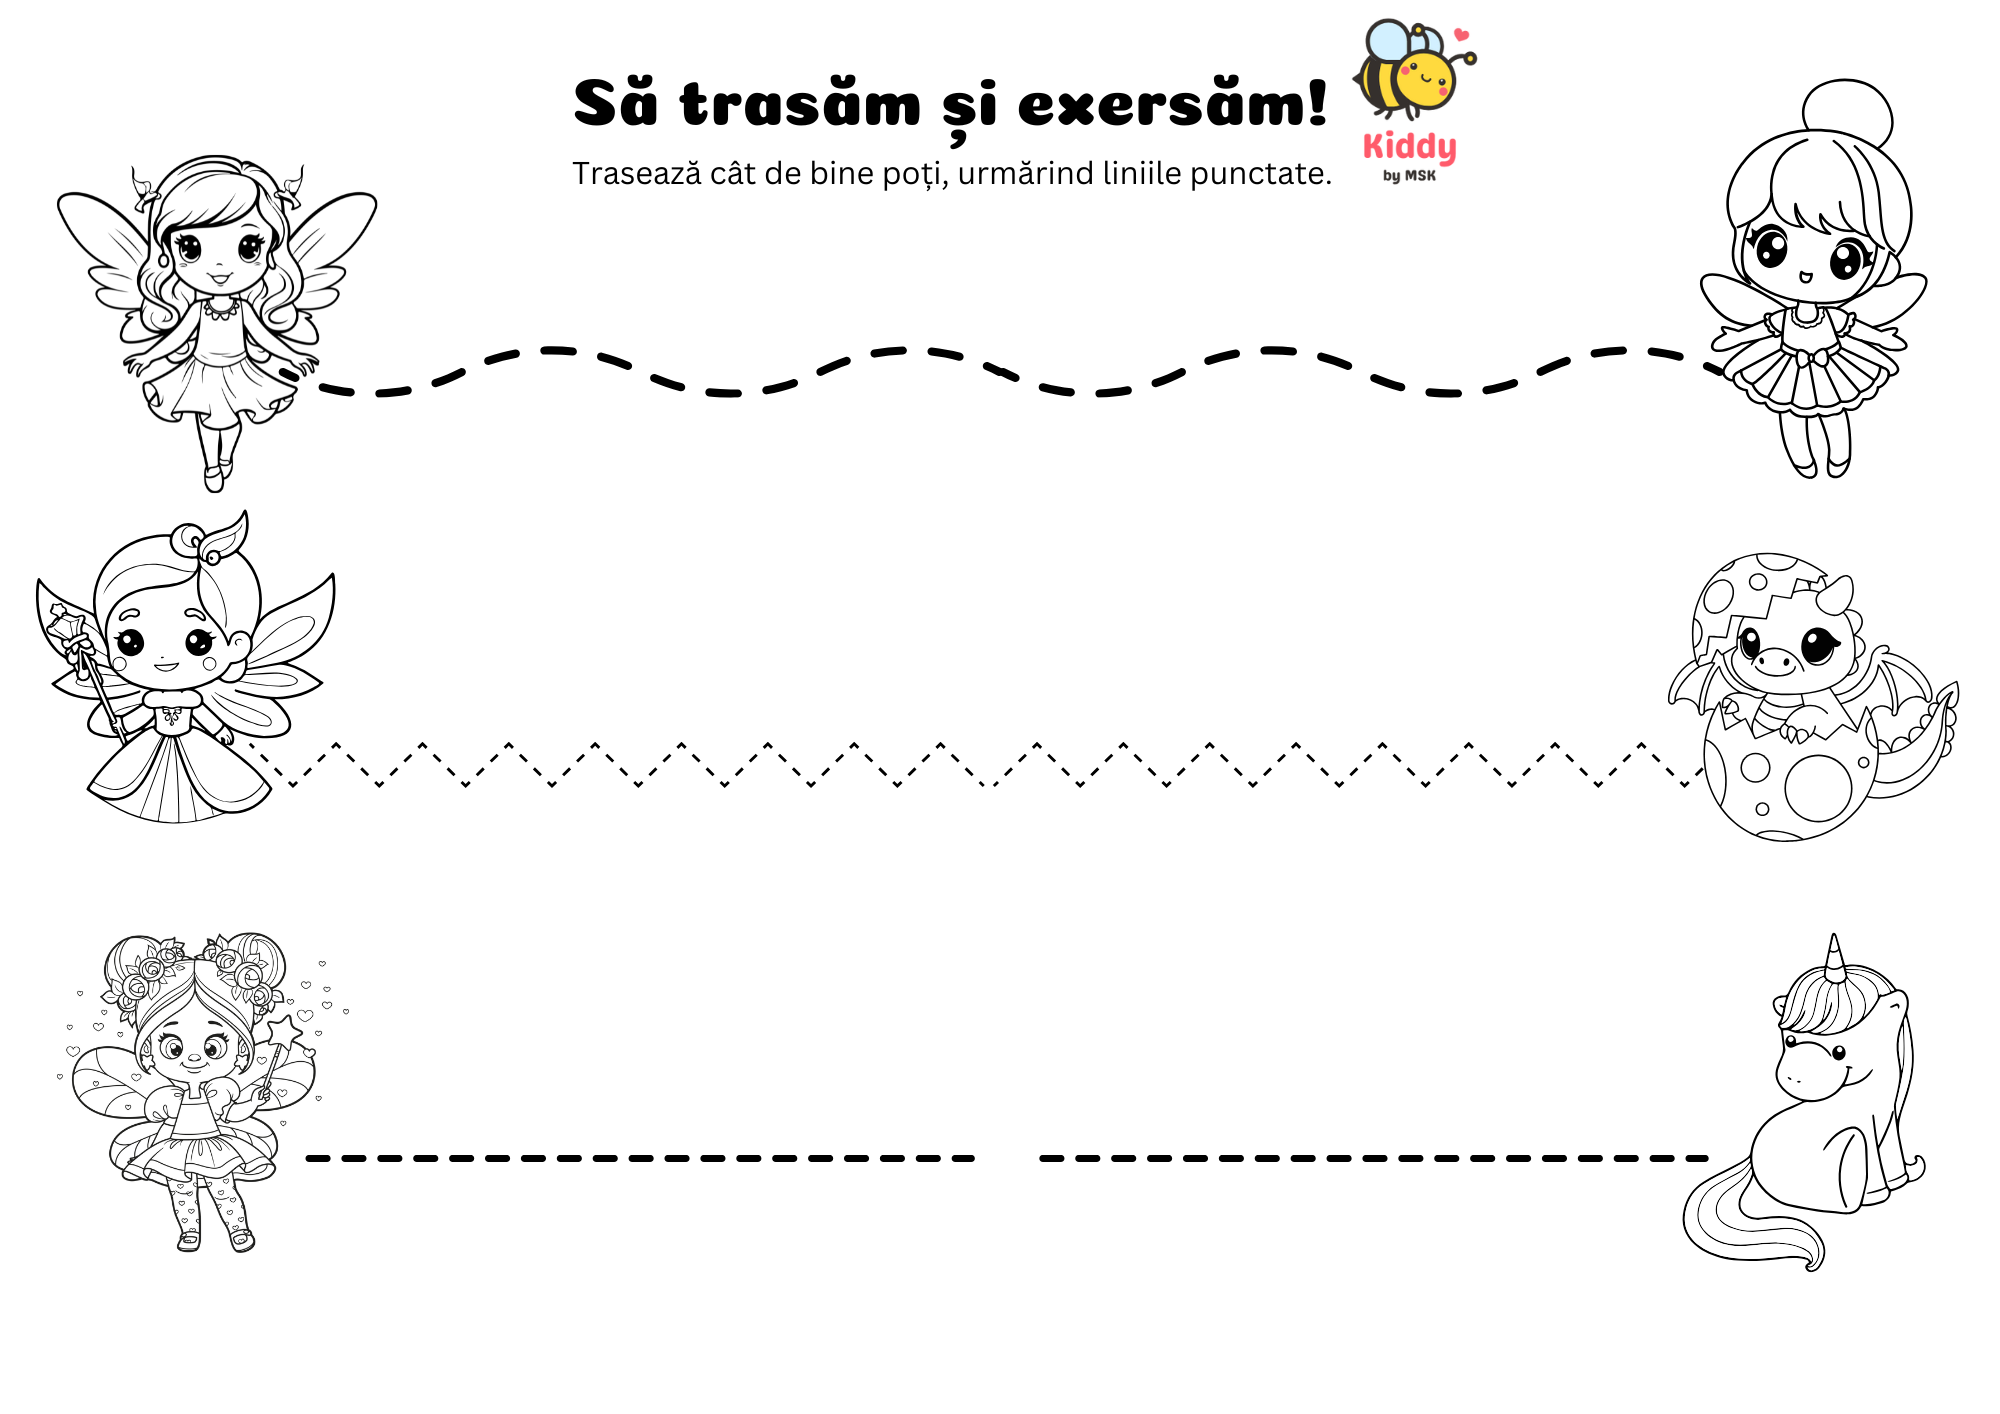 Să trasăm și exersăm!
Trasează cât de bine poți, urmărind liniile punctate.
Kiddy
by MSK